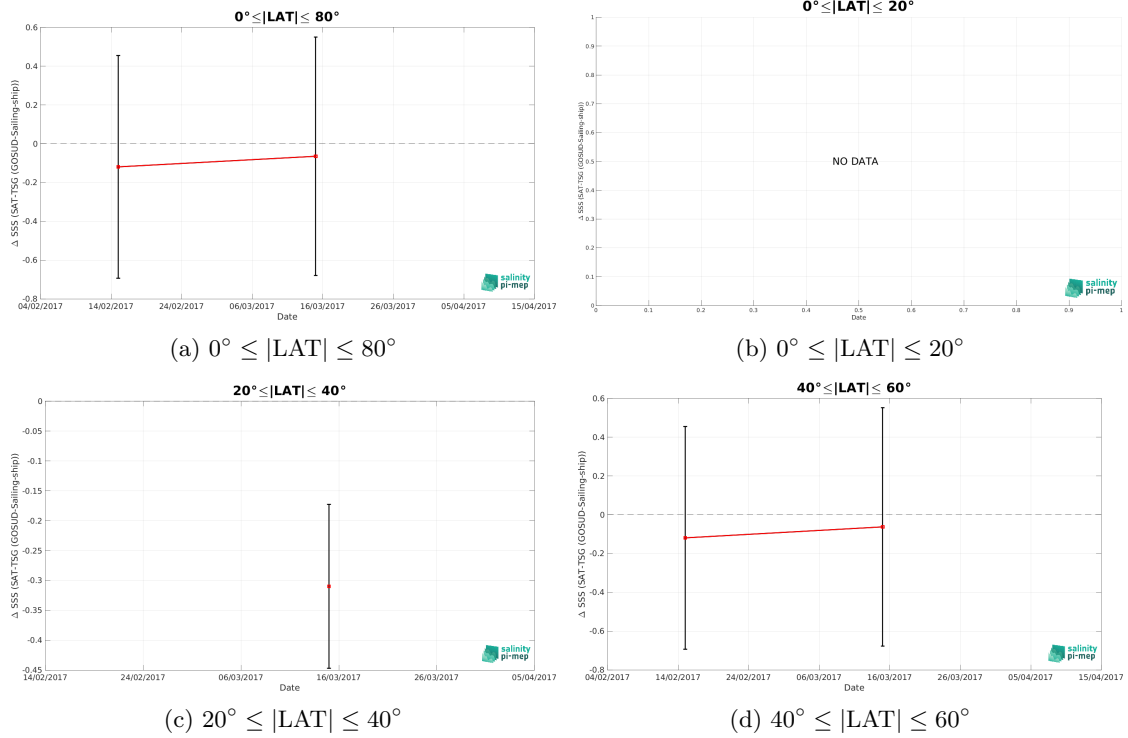 0°≤|LAT|≤ 80°
0.6
0.4
0.2
0
-0.2
-0.4
-0.6
-0.8
Δ SSS (SAT-TSG (GOSUD-Sailing-ship))
04/02/2017 14/02/2017 24/02/2017 06/03/2017 16/03/2017 26/03/2017 05/04/2017 15/04/2017
Date
salinity
pi-mep
(a) 0° ≤ |LAT| ≤ 80°
0°≤|LAT|≤ 20°
1
0.9
0.8
0.7
0.6
0.5
0.4
0.3
0.2
0.1
0
Δ SSS (SAT-TSG (GOSUD-Sailing-ship))
NO DATA
0 0.1 0.2 0.3 0.4 0.5 0.6 0.7 0.8 0.9 1
Date
salinity
pi-mep
(b) 0° ≤ |LAT| ≤ 20°
20°≤|LAT|≤ 40°
0
-0.05
-0.1
-0.15
-0.2
-0.25
-0.3
-0.35
-0.4
-0.45
Δ SSS (SAT-TSG (GOSUD-Sailing-ship))
14/02/2017 24/02/2017 06/03/2017 16/03/2017 26/03/2017 05/04/2017
Date
salinity
pi-mep
(c) 20° ≤ |LAT| ≤ 40°
40°≤|LAT|≤ 60°
0.6
0.4
0.2
0
-0.2
-0.4
-0.6
-0.8
Δ SSS (SAT-TSG (GOSUD-Sailing-ship))
04/02/2017 14/02/2017 24/02/2017 06/03/2017 16/03/2017 26/03/2017 05/04/2017 15/04/2017
Date
salinity
pi-mep
(d) 40° ≤ |LAT| ≤ 60°